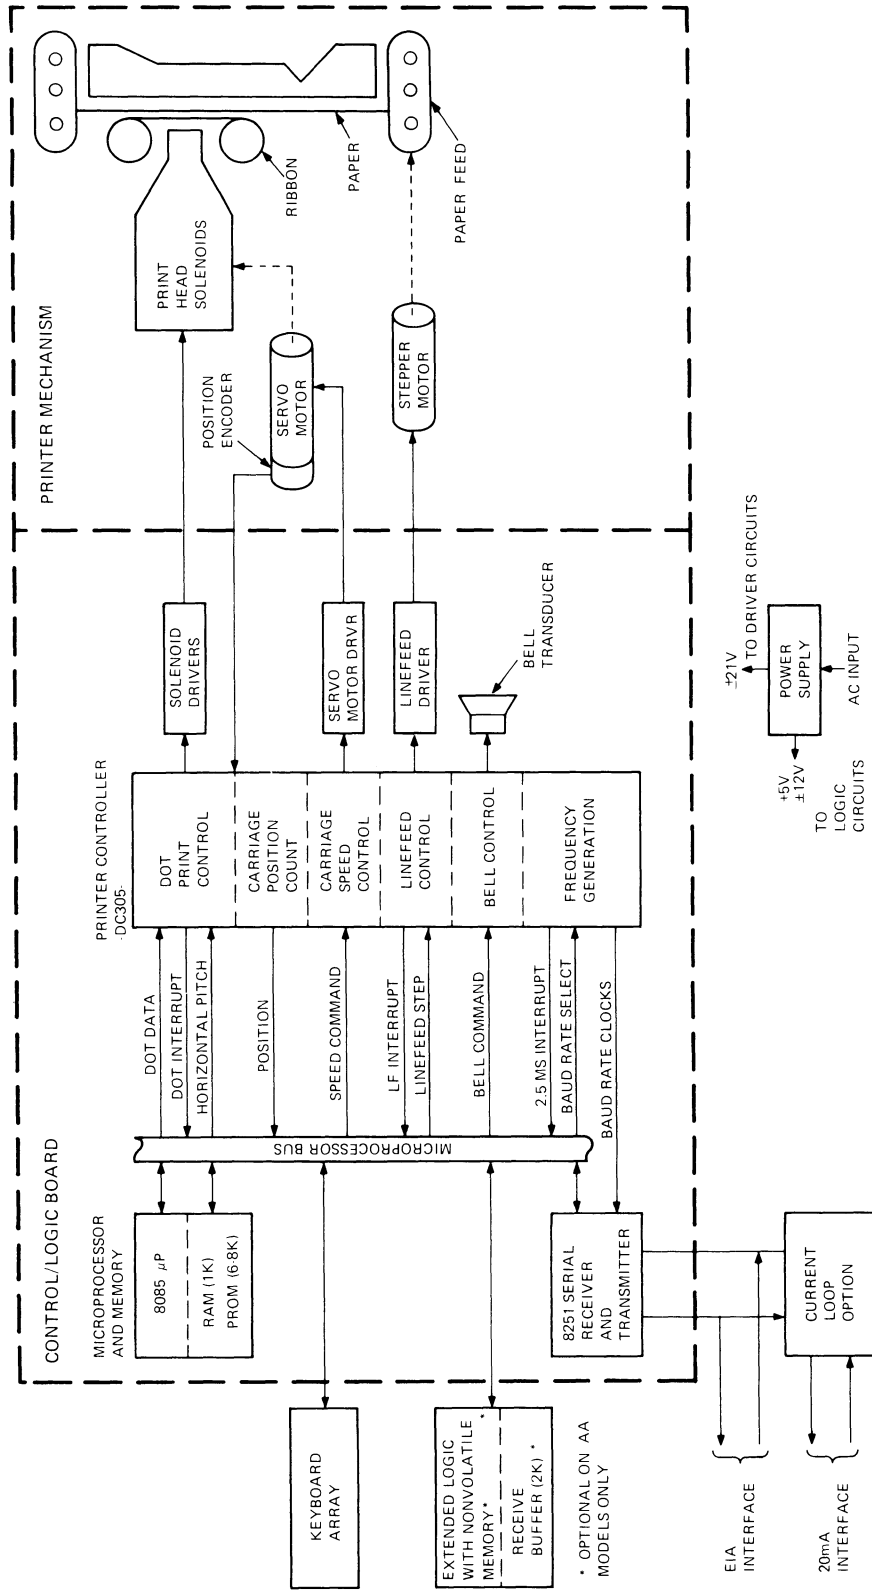 CONTROL/LOGIC BOARD
MICROPROCESSOR
AND MEMORY
8085 μP
RAM (1K)
PROM (6-8K)
KEYBOARD
ARRAY
EXTENDED LOGIC
WITH NONVOLATILE
MEMORY* *
RECEIVE
BUFFER (2K) *
* OPTIONAL ON AA
MODELS ONLY
8251 SERIAL
RECEIVER
AND
TRANSMITTER
EIA
INTERFACE
20mA
INTERFACE
CURRENT
LOOP
OPTION
MICROPROCESSOR BUS
DOT DATA
DOT INTERRUPT
HORIZONTAL PITCH
POSITION
SPEED COMMAND
LF INTERRUPT
LINEFEED STEP
BELL COMMAND
2.5 MS INTERRUPT
BAUD RATE SELECT
BAUD RATE CLOCKS
PRINTER CONTROLLER
-DC305-
DOT
PRINT
CONTROL
CARRIAGE
POSITION
COUNT
CARRIAGE
SPEED
CONTROL
LINEFEED
CONTROL
BELL CONTROL
FREQUENCY
GENERATION
SOLENOID
DRIVERS
SERVO
MOTOR DRVR
LINEFEED
DRIVER
BELL
TRANSDUCER
PRINTER MECHANISM
POSITION
ENCODER
SERVO
MOTOR
STEPPER
MOTOR
PRINT
HEAD
SOLENOIDS
RIBBON
PAPER
PAPER FEED
+5V
±12V
TO
LOGIC
CIRCUITS
±21V
TO DRIVER CIRCUITS
POWER
SUPPLY
AC INPUT